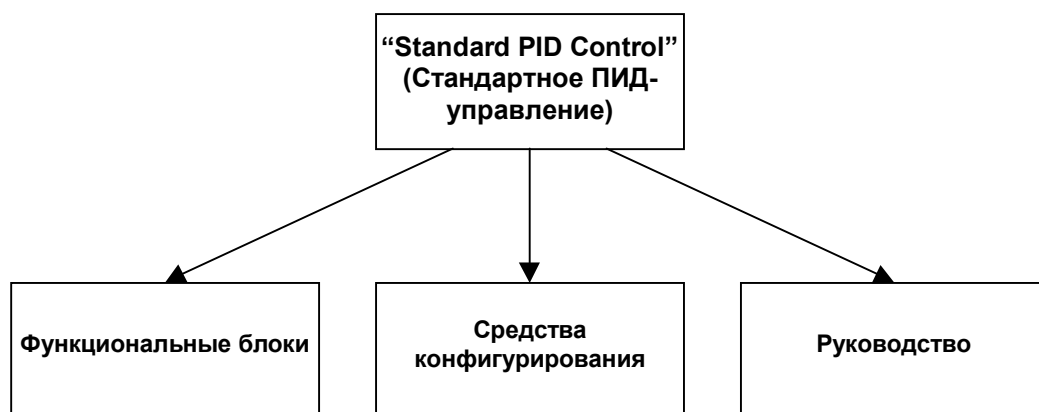 “Standard PID Control”
(Стандартное ПИД-
управление)
Функциональные блоки
Средства
конфигурирования
Руководство